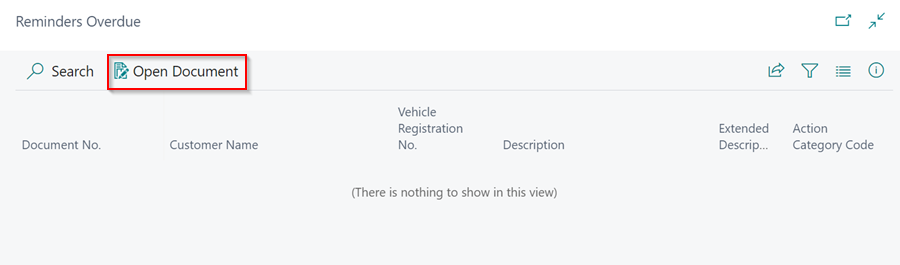 Reminders Overdue
Search
Open Document
Document No.
Customer Name
Vehicle
Registration
No.
Description
Extended
Descrip...
Action
Category Code
(There is nothing to show in this view)